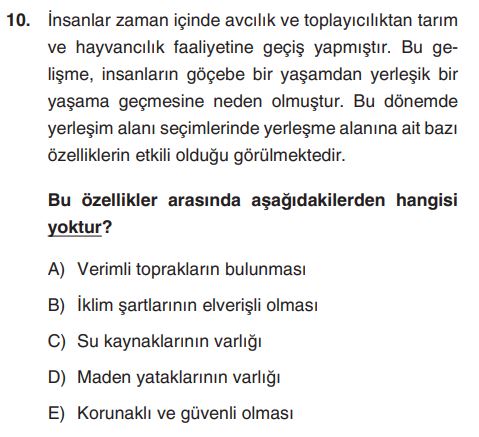 10. İnsanlar zaman içinde avcılık ve toplayıcılıktan tarım
ve hayvancılık faaliyetine geçiş yapmıştır. Bu ge-
lişme, insanların göçebe bir yaşamdan yerleşik bir
yaşama geçmesine neden olmuştur. Bu dönemde
yerleşim alanı seçimlerinde yerleşme alanına ait bazı
özelliklerin etkili olduğu görülmektedir.
Bu özellikler arasında aşağıdakilerden hangisi
yoktur?
A) Verimli toprakların bulunması
B) İklim şartlarının elverişli olması
C) Su kaynaklarının varlığı
D) Maden yataklarının varlığı
E) Korunaklı ve güvenli olması